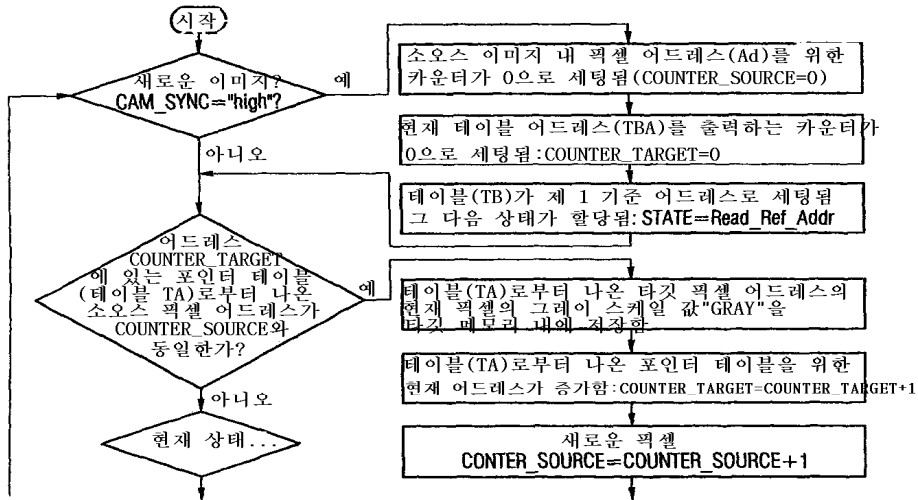 시작
새로운 이미지?
CAM_SYNC="high"?
예
소오스 이미지 내 픽셀 어드레스(Ad)를 위한
카운터가 0으로 세팅됨(COUNTER_SOURCE=0)
현재 테이블 어드레스(TBA)를 출력하는 카운터가
0으로 세팅됨:COUNTER_TARGET=0
아니오
테이블(TB)가 제 1 기준 어드레스로 세팅됨
그 다음 상태가 할당됨:STATE=Read_Ref_Addr
어드레스
COUNTER_TARGET
에 있는 포인터 테이블
(테이블 TA)로부터 나온
소오스 픽셀 어드레스가
COUNTER_SOURCE와
동일한가?
예
테이블(TA)로부터 나온 타깃 픽셀 어드레스의
현재 픽셀의 그레이 스케일 값"GRAY"을
타깃 메모리 내에 저장함
테이블(TA)로부터 나온 포인터 테이블을 위한
현재 어드레스가 증가함:COUNTER_TARGET=COUNTER_TARGET+1
아니오
현재 상태...
새로운 픽셀
CONTER_SOURCE=COUNTER_SOURCE+1